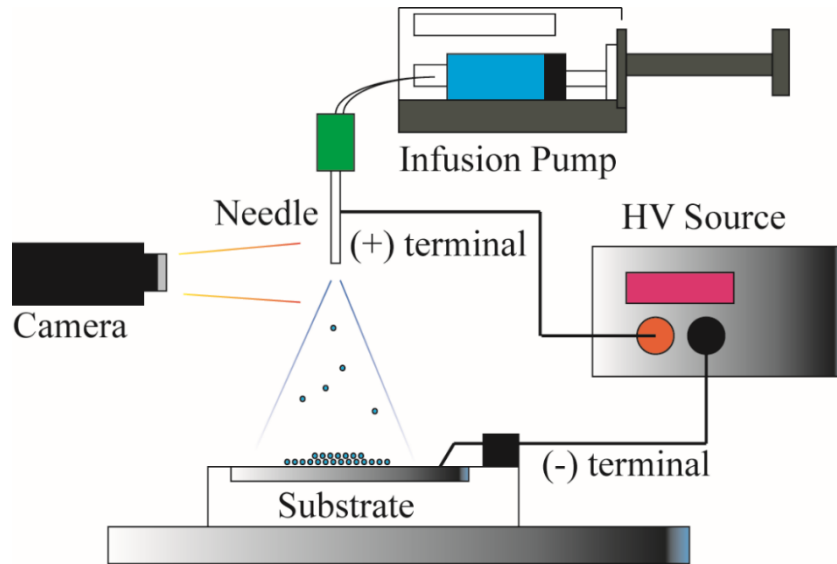 Infusion Pump
Needle
HV Source
(+) terminal
Camera
(-) terminal
Substrate